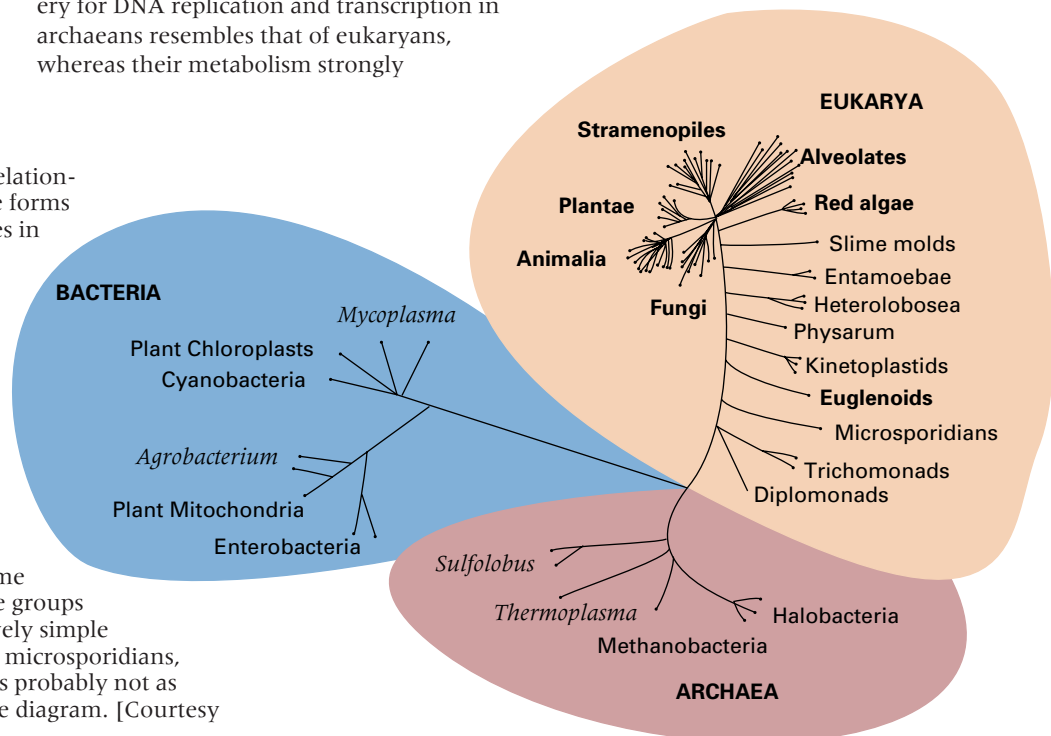 ery for DNA replication and transcription in
archaeans resembles that of eukaryans,
whereas their metabolism strongly
elation-
forms
es in
EUKARYA
Stramenopiles
Alveolates
Plantae
Red algae
Slime molds
Animalia
Entamoebae
Heterolobosea
Fungi
Physarum
Kinetoplastids
Euglenoids
Microsporidians
Trichomonads
Diplomonads
BACTERIA
Mycoplasma
Plant Chloroplasts
Cyanobacteria
Agrobacterium
Plant Mitochondria
Enterobacteria
Sulfolobus
Thermoplasma
Halobacteria
Methanobacteria
ARCHAEA
me
e groups
vely simple
microsporidians,
s probably not as
e diagram. [Courtesy